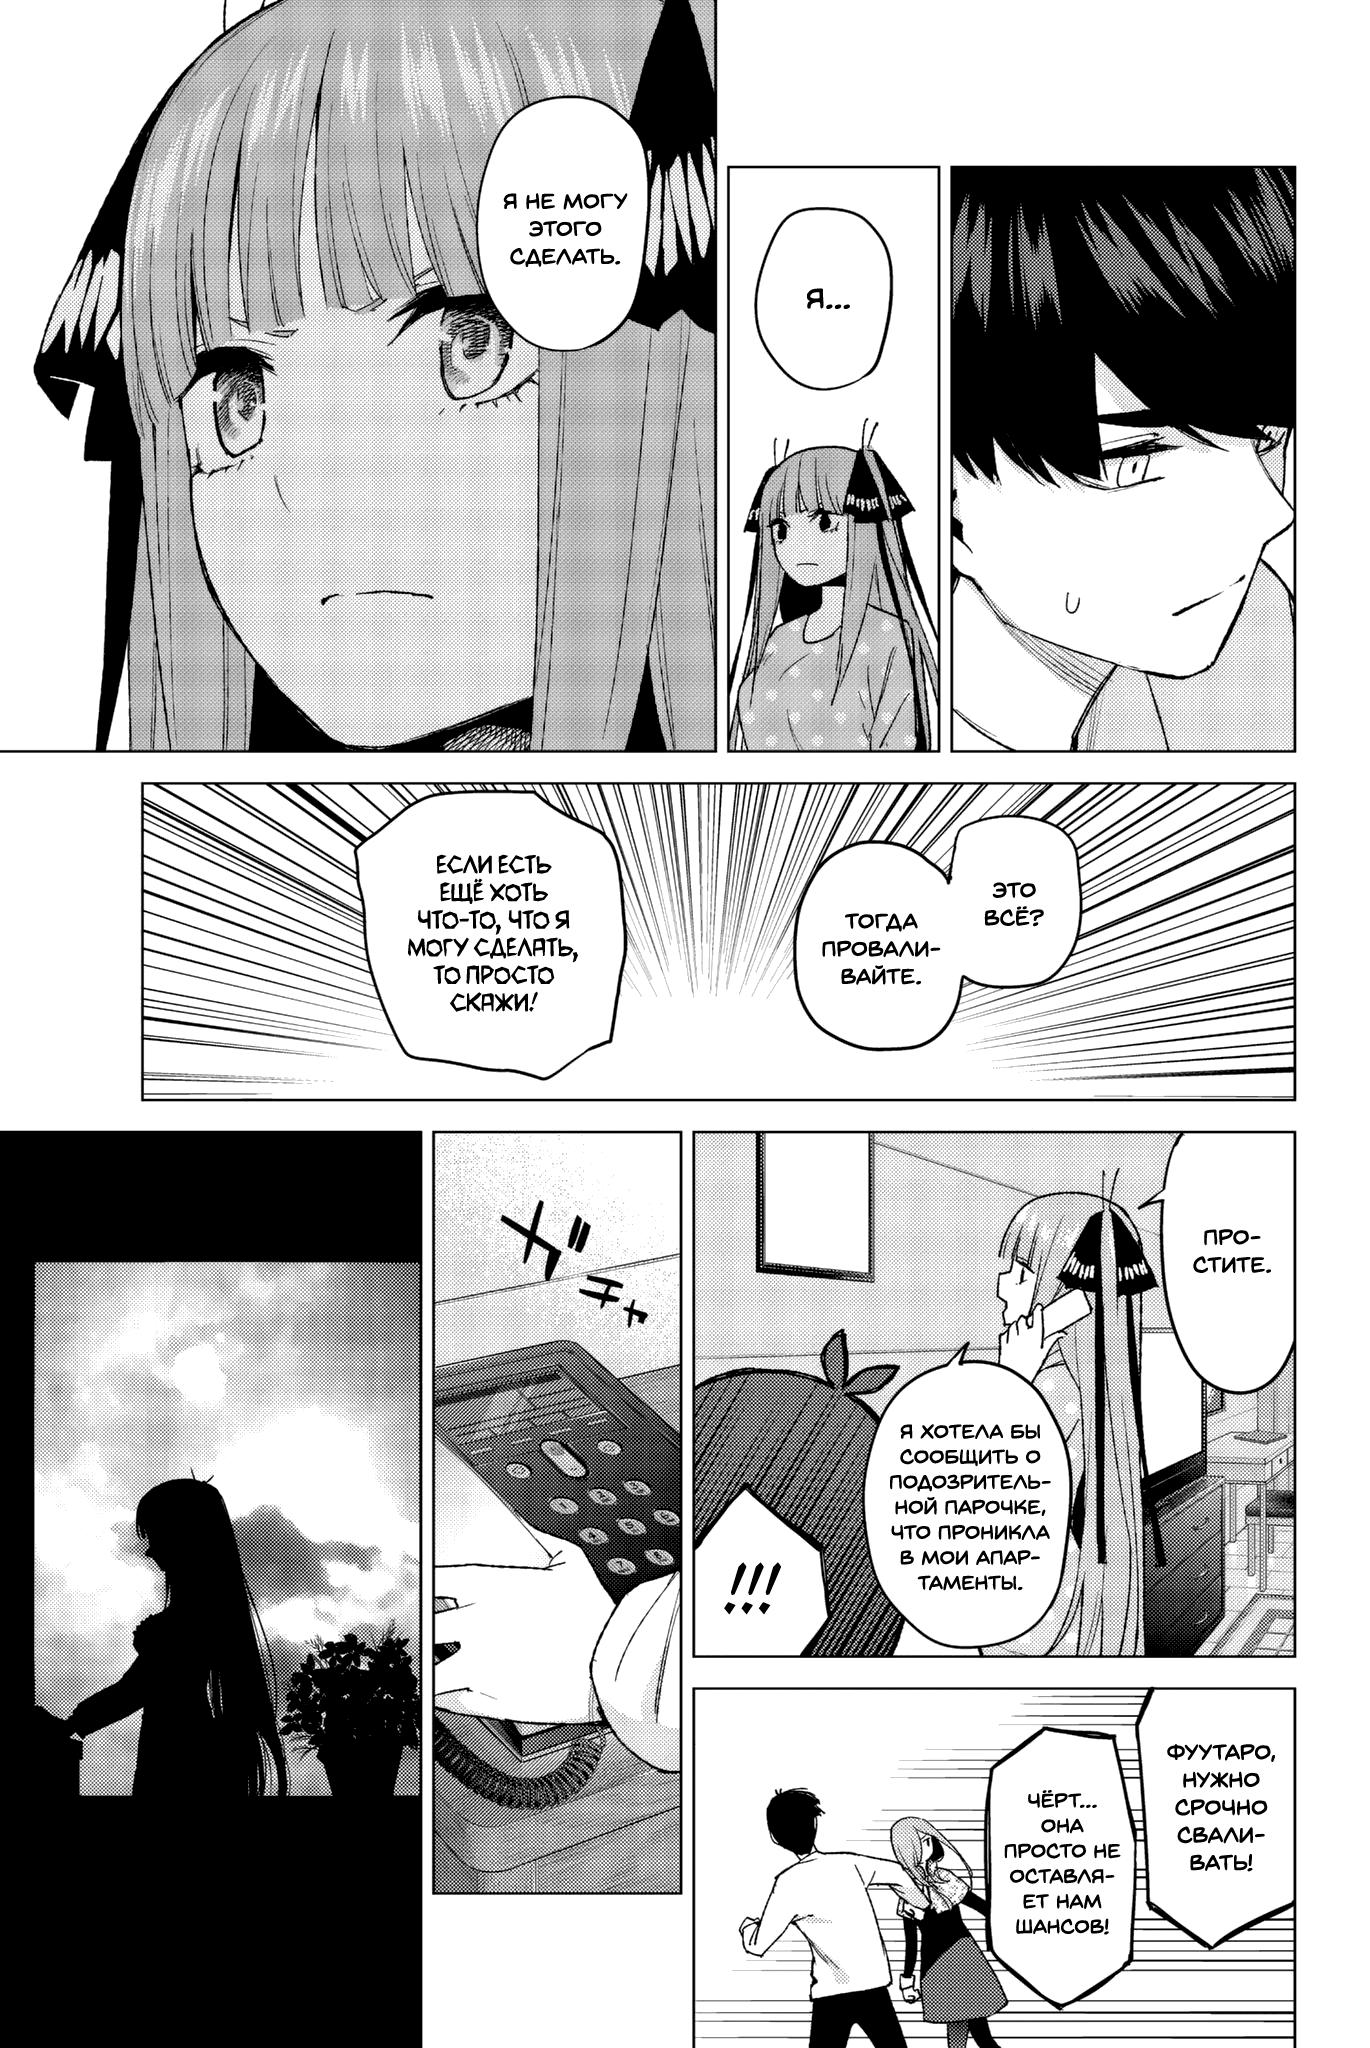 Я...
Я НЕ МОГУ
ЭТОГО
СДЕЛАТЬ.
ЭТО
ВСЁ?
ТОГДА
ПРОВАЛИ-
ВАЙТЕ.
ЕСЛИ ЕСТЬ
ЕЩЁ ХОТЬ
ЧТО-ТО, ЧТО Я
МОГУ СДЕЛАТЬ,
ТО ПРОСТО
СКАЖИ!
ПРО-
СТИТЕ.
Я ХОТЕЛА БЫ
СООБЩИТЬ О
ПОДОЗРИТЕЛЬ-
НОЙ ПАРОЧКЕ,
ЧТО ПРОНИКЛА
В МОИ АПАР-
ТАМЕНТЫ.
!!!
ФУУТАРО,
НУЖНО
СРОЧНО
СВАЛИ-
ВАТЬ!
ЧЁРТ...
ОНА
ПРОСТО НЕ
ОСТАВЛЯ-
ЕТ НАМ
ШАНСОВ!
ガチャ